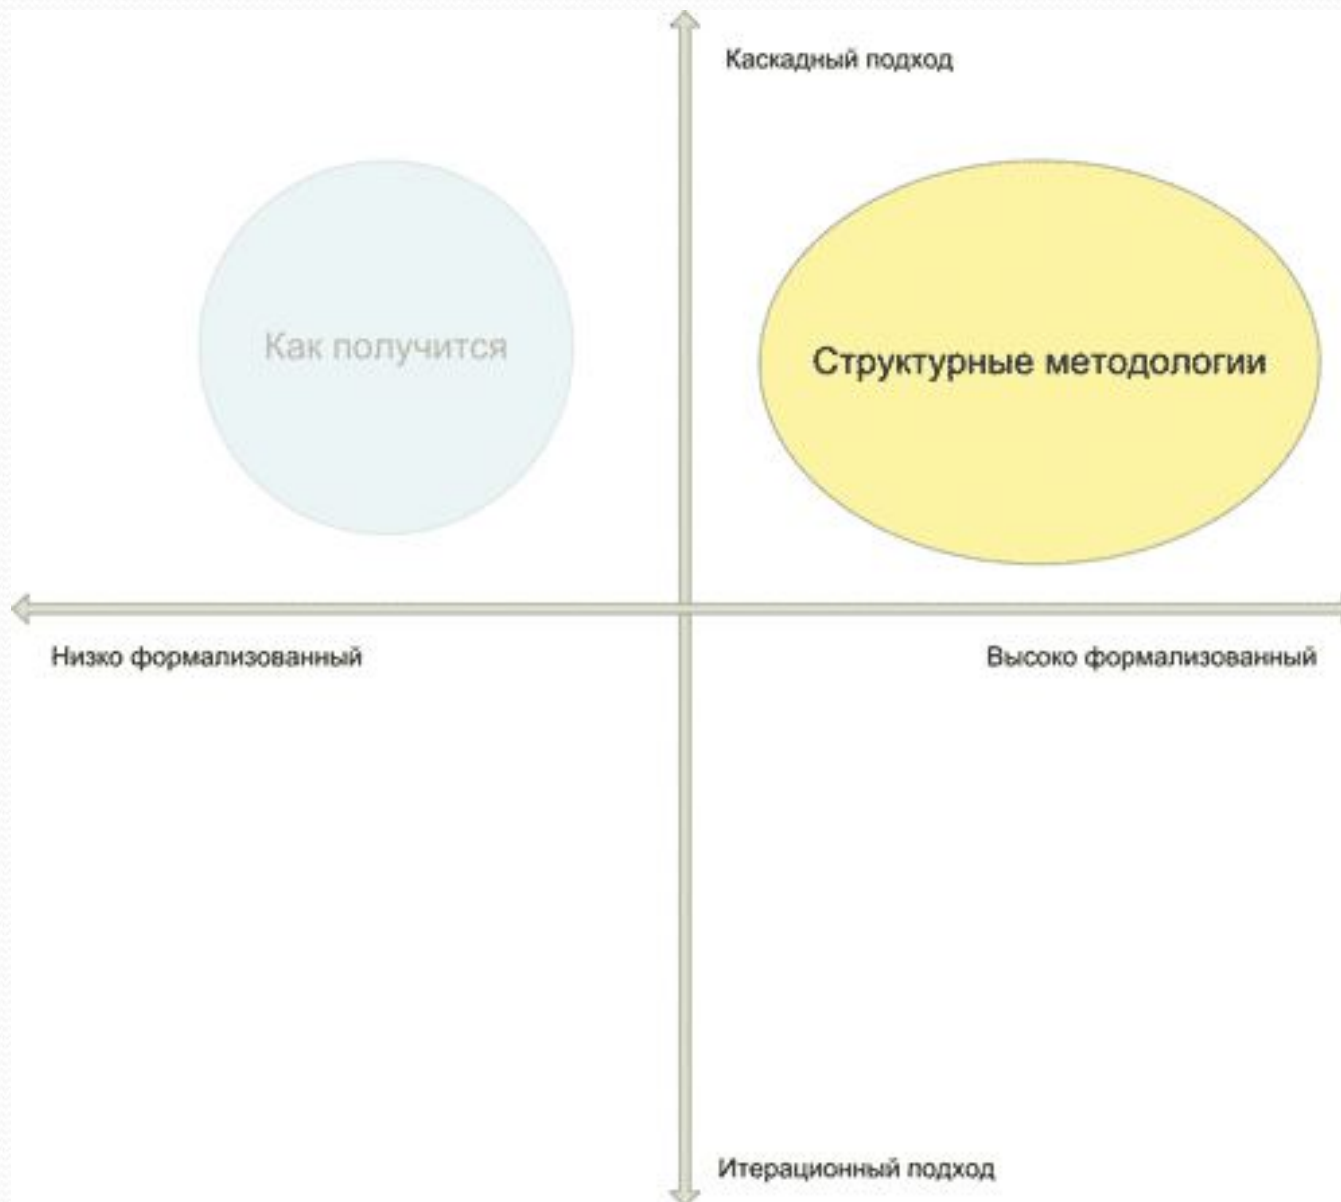 Каскадный подход
Как получится
Структурные методологии
Низко формализованный
Высоко формализованный
Итерационный подход